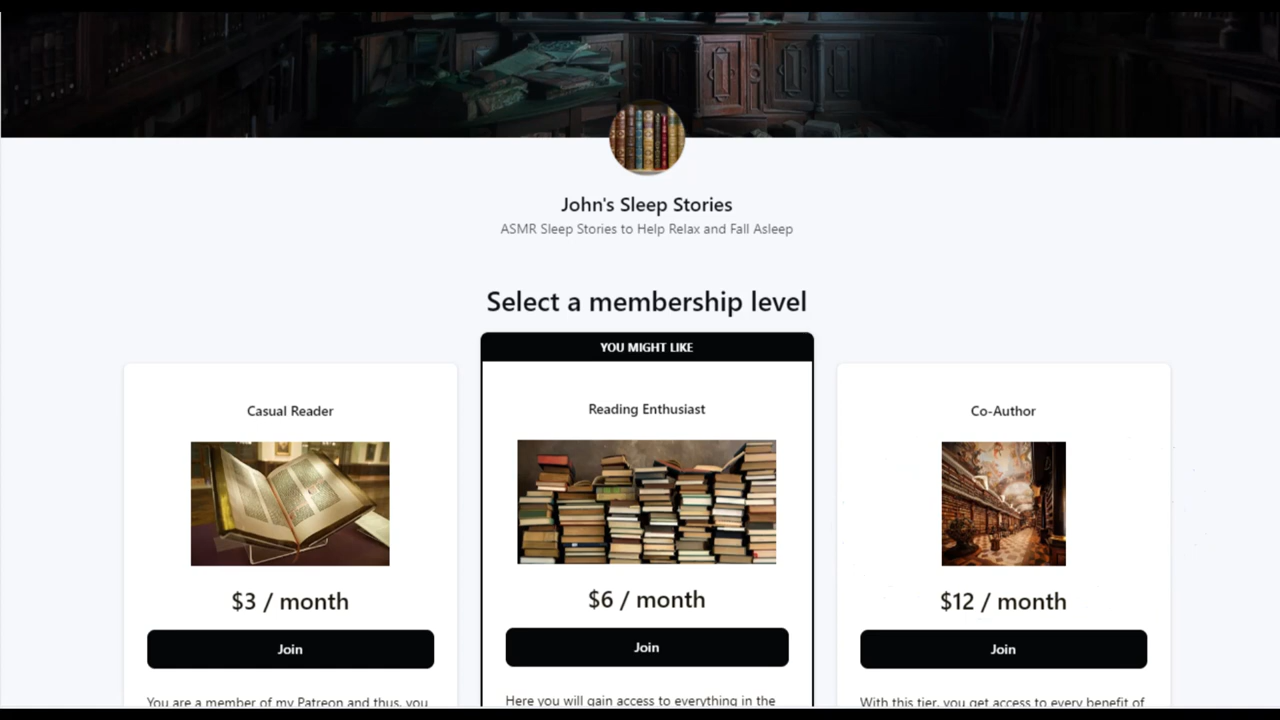 John's Sleep Stories
ASMR Sleep Stories to Help Relax and Fall Asleep
Select a membership level
YOU MIGHT LIKE
Casual Reader
$3 / month
Join
You are a member of my Patreon and thus, you
Reading Enthusiast
$6 / month
Join
Here you will gain access to everything in the
Co-Author
$12 / month
Join
With this tier, you get access to every benefit of